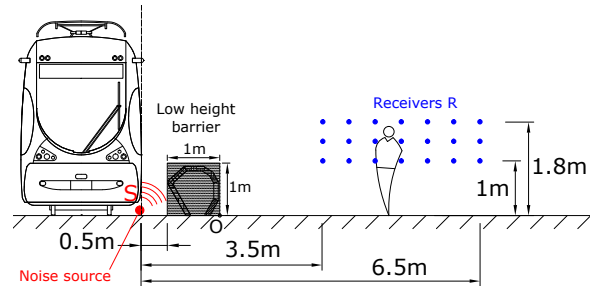 Low height
barrier
1m
1m
S
O
Receivers R
1.8m
1m
0.5m
3.5m
6.5m
Noise source